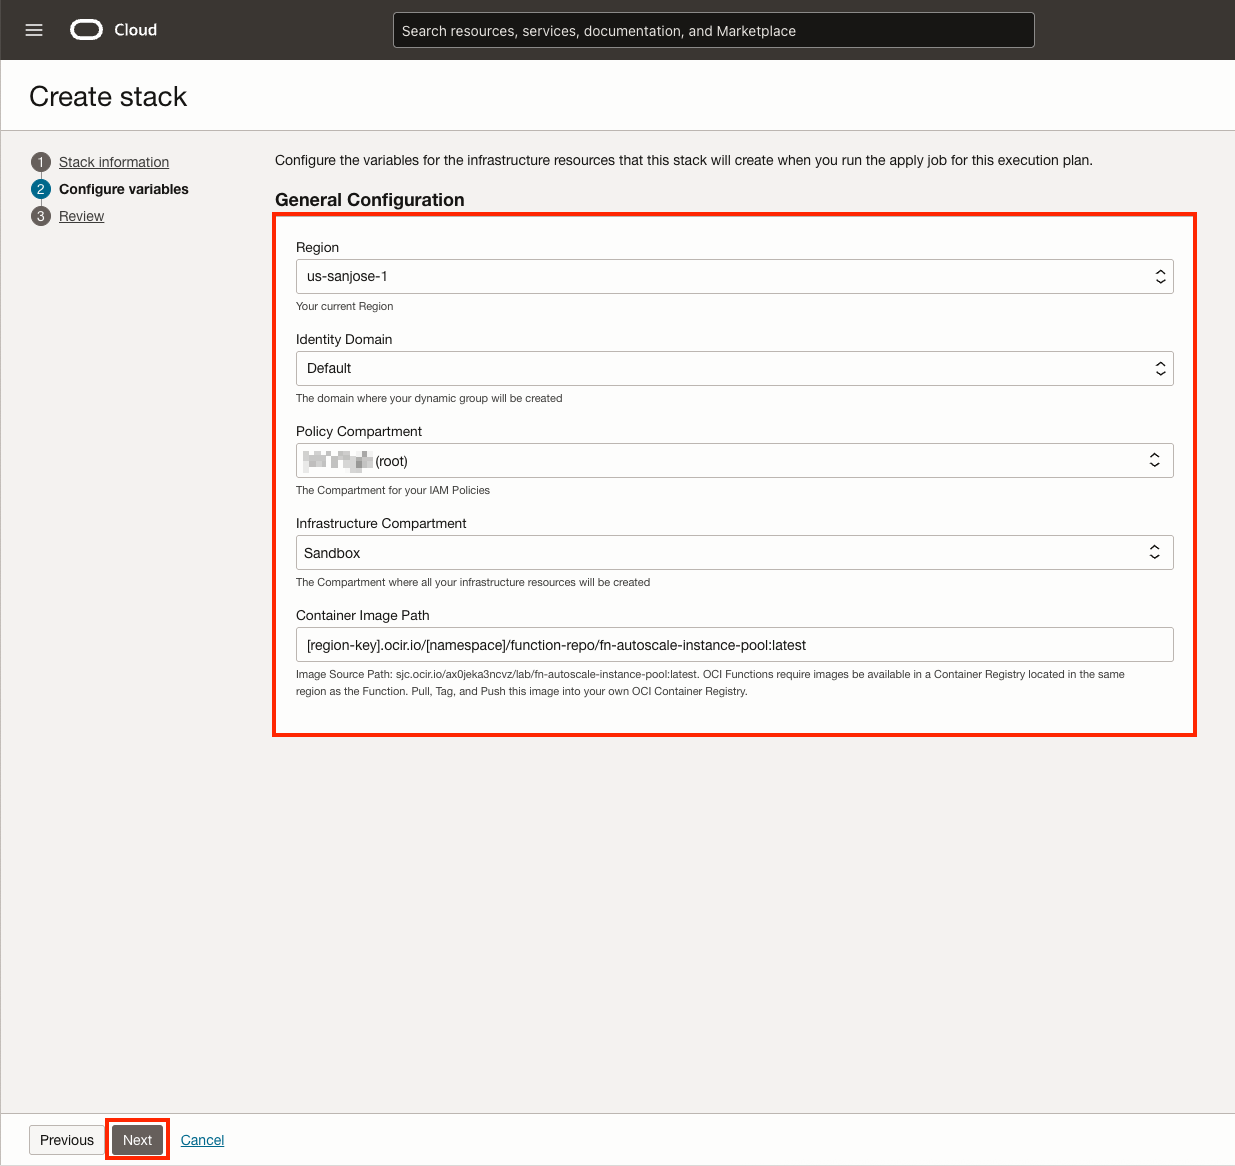 Cloud
Search resources, services, documentation, and Marketplace
Create stack
1 Stack information
2 Configure variables
3 Review
Configure the variables for the infrastructure resources that this stack will create when you run the apply job for this execution plan.
General Configuration
Region
us-sanjose-1
Your current Region
Identity Domain
Default
The domain where your dynamic group will be created
Policy Compartment
(root)
The Compartment for your IAM Policies
Infrastructure Compartment
Sandbox
The Compartment where all your infrastructure resources will be created
Container Image Path
[region-key].ocir.io/[namespace]/function-repo/fn-autoscale-instance-pool:latest
Image Source Path: sjc.ocir.io/ax0jeka3ncvz/lab/fn-autoscale-instance-pool:latest. OCI Functions require images be available in a Container Registry located in the same
region as the Function. Pull, Tag, and Push this image into your own OCI Container Registry.
Previous Next Cancel